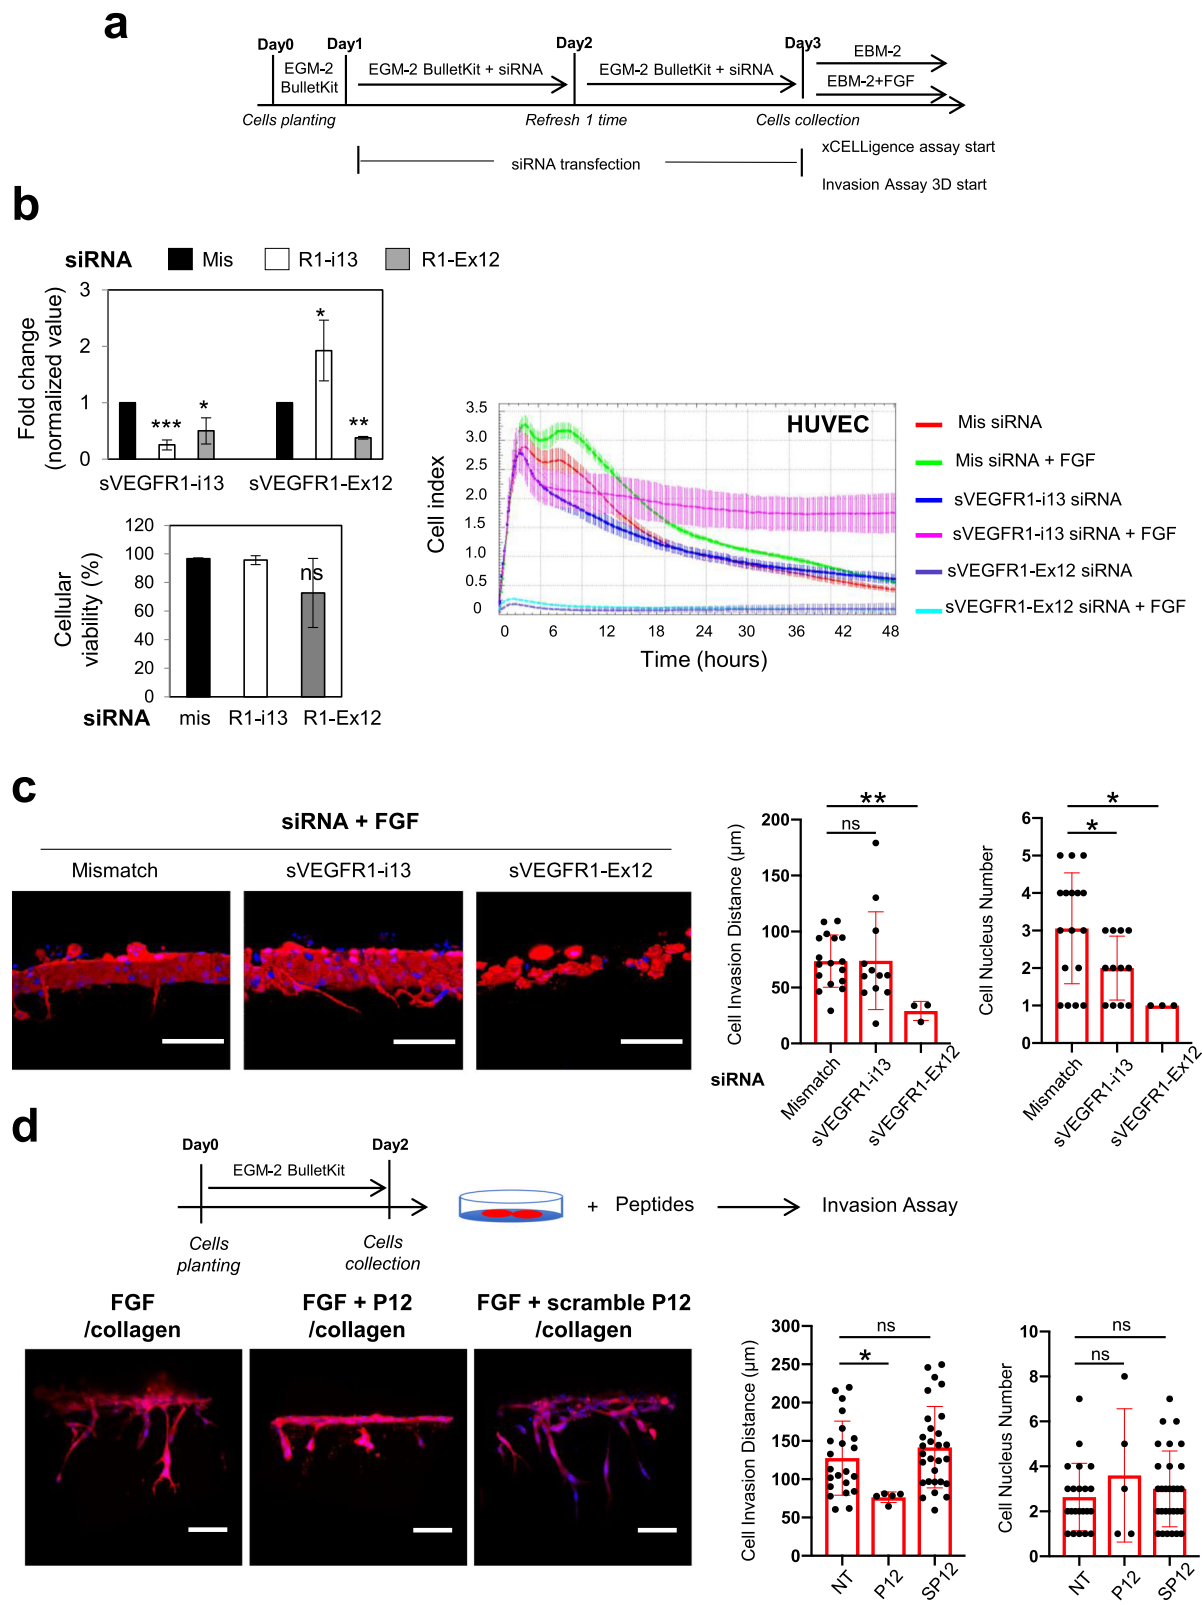 a
Day0 Day1 Day2 Day3
EGM-2
BulletKit
EGM-2 BulletKit + siRNA
EGM-2 BulletKit + siRNA
EBM-2
EBM-2+FGF
Cells planting
Refresh 1 time
Cells collection
siRNA transfection
xCELLigence assay start
Invasion Assay 3D start
b
siRNA Mis R1-i13 R1-Ex12
Fold change
(normalized value)
3
2
1
0
***
*
*
**
sVEGFR1-i13 sVEGFR1-Ex12
Cellular
viability (%)
120
100
80
60
40
20
0
ns
siRNA mis R1-i13 R1-Ex12
Cell index
3.5
3.0
2.5
2.0
1.5
1.0
0.5
0
HUVEC
0 6 12 18 24 30 36 42 48
Time (hours)
Mis siRNA
Mis siRNA + FGF
sVEGFR1-i13 siRNA
sVEGFR1-i13 siRNA + FGF
sVEGFR1-Ex12 siRNA
sVEGFR1-Ex12 siRNA + FGF
c
siRNA + FGF
Mismatch sVEGFR1-i13 sVEGFR1-Ex12
Cell Invasion Distance (μm)
200
150
100
50
0
**
ns
siRNA
Mismatch
sVEGFR1-i13
sVEGFR1-Ex12
Cell Nucleus Number
6
5
4
3
2
1
0
*
*
Mismatch
sVEGFR1-i13
sVEGFR1-Ex12
d
Day0 Day2
EGM-2 BulletKit
Cells
planting
Cells
collection
+ Peptides
Invasion Assay
FGF
/collagen
FGF + P12
/collagen
FGF + scramble P12
/collagen
Cell Invasion Distance (μm)
300
250
200
150
100
50
0
ns
*
NT
P12
SP12
Cell Nucleus Number
10
8
6
4
2
0
ns
ns
NT
P12
SP12